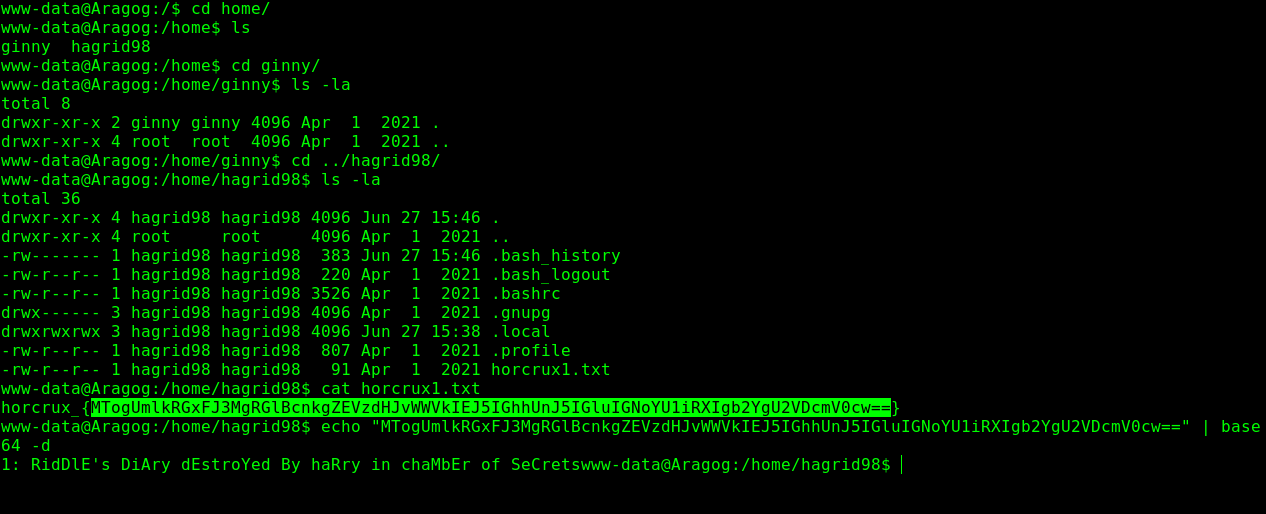 www-data@Aragog:/$ cd home/
www-data@Aragog:/home$ ls
ginny  hagrid98
www-data@Aragog:/home$ cd ginny/
www-data@Aragog:/home/ginny$ ls -la
total 8
drwxr-xr-x 2 ginny ginny 4096 Apr  1  2021 .
drwxr-xr-x 4 root  root  4096 Apr  1  2021 ..
www-data@Aragog:/home/ginny$ cd ../hagrid98/
www-data@Aragog:/home/hagrid98$ ls -la
total 36
drwxr-xr-x 4 hagrid98 hagrid98 4096 Jun 27 15:46 .
drwxr-xr-x 4 root     root     4096 Apr  1  2021 ..
-rw------- 1 hagrid98 hagrid98  383 Jun 27 15:46 .bash_history
-rw-r--r-- 1 hagrid98 hagrid98  220 Apr  1  2021 .bash_logout
-rw-r--r-- 1 hagrid98 hagrid98 3526 Apr  1  2021 .bashrc
drwx------ 3 hagrid98 hagrid98 4096 Apr  1  2021 .gnupg
drwxrwxrwx 3 hagrid98 hagrid98 4096 Jun 27 15:38 .local
-rw-r--r-- 1 hagrid98 hagrid98  807 Apr  1  2021 .profile
-rw-r--r-- 1 hagrid98 hagrid98   91 Apr  1  2021 horcrux1.txt
www-data@Aragog:/home/hagrid98$ cat horcrux1.txt
horcrux_{MTogUmlkRGxFJ3MgRGlBcnkgZEVzdHJvWWVkIEJ5IGhhUnJ5IGluIGNoYU1iRXIgb2YgU2VDcmV0cw==}
www-data@Aragog:/home/hagrid98$ echo "MTogUmlkRGxFJ3MgRGlBcnkgZEVzdHJvWWVkIEJ5IGhhUnJ5IGluIGNoYU1iRXIgb2YgU2VDcmV0cw==" | base
64 -d
1: RidDlE's DiAry dEstroYed By haRry in chaMbEr of SeCretswww-data@Aragog:/home/hagrid98$